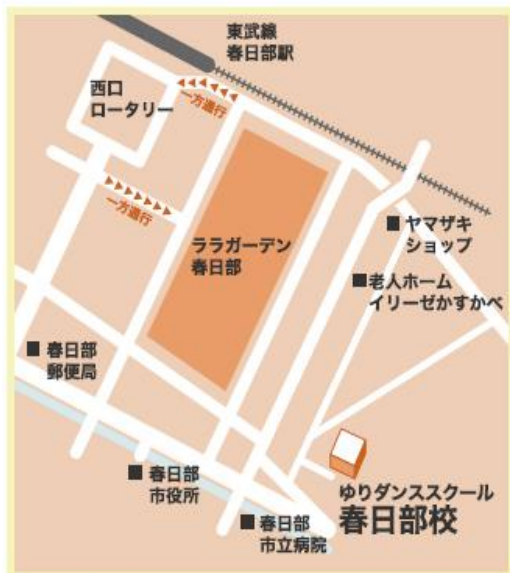 東武線
春日部駅
西口
ロータリー
一方通行
一方通行
ララガーデン
春日部
ヤマザキ
ショップ
老人ホーム
イリーゼかすかべ
春日部
郵便局
春日部
市役所
ゆりダンススクール
春日部校
春日部
市立病院